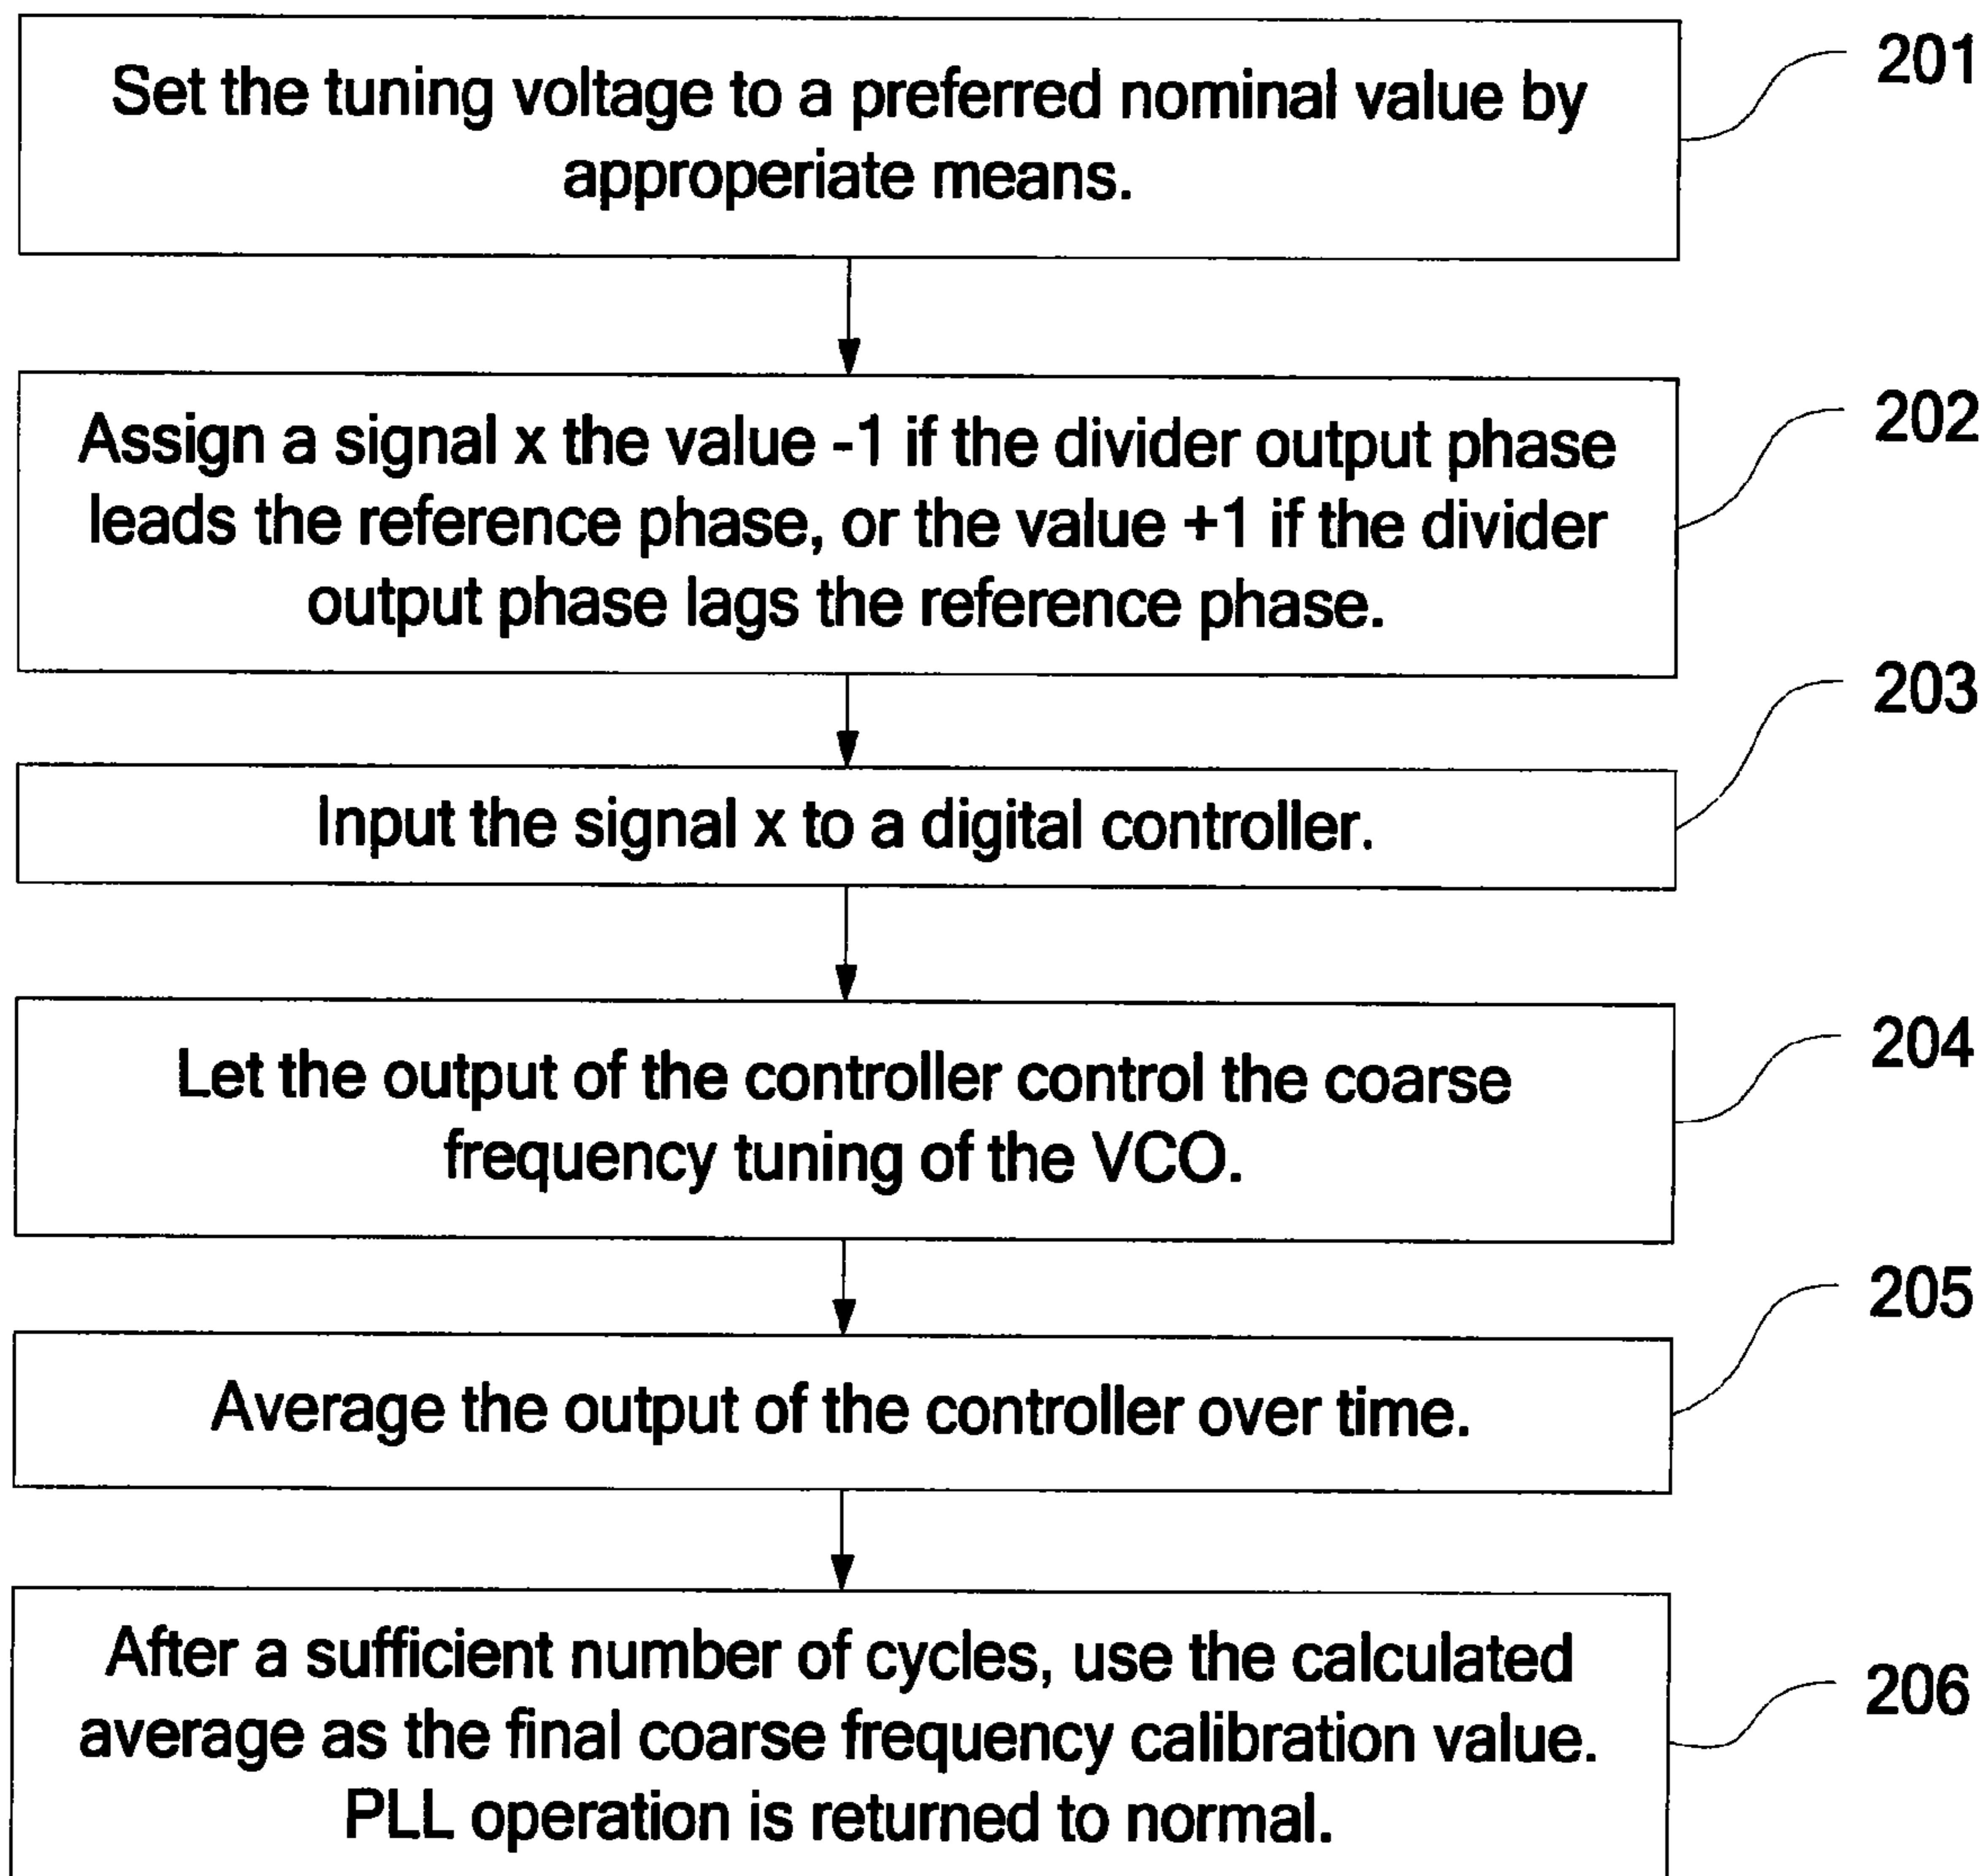 Set the tuning voltage to a preferred nominal value by
approperiate means.
201
Assign a signal x the value -1 if the divider output phase
leads the reference phase, or the value +1 if the divider
output phase lags the reference phase.
202
Input the signal x to a digital controller.
203
Let the output of the controller control the coarse
frequency tuning of the VCO.
204
Average the output of the controller over time.
205
After a sufficient number of cycles, use the calculated
average as the final coarse frequency calibration value.
PLL operation is returned to normal.
206